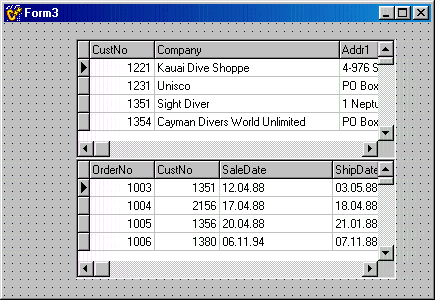 Form3
CustNo Company Addr1
1221 Kauai Dive Shoppe 4-976 S
1231 Unisco PO Box
1351 Sight Diver 1 Neptu
1354 Cayman Divers World Unlimited PO Box
OrderNo CustNo SaleDate ShipDate
1003 1351 12.04.88 03.05.88
1004 2156 17.04.88 18.04.88
1005 1356 20.04.88 21.01.88
1006 1380 06.11.94 07.11.88